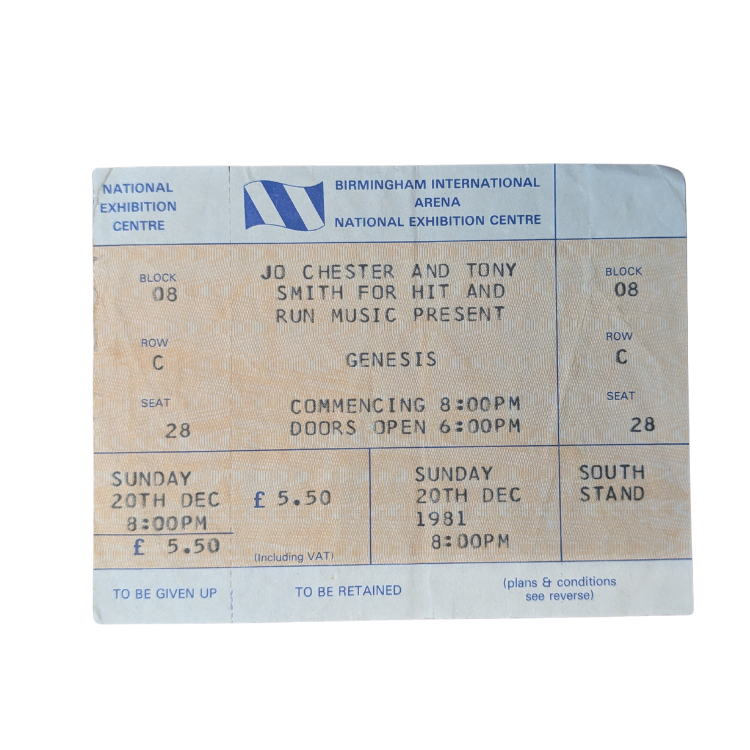 NATIONAL
EXHIBITION
CENTRE
BIRMINGHAM INTERNATIONAL
ARENA
NATIONAL EXHIBITION CENTRE
BLOCK
08
ROW
C
SEAT
28
JO CHESTER AND TONY
SMITH FOR HIT AND
RUN MUSIC PRESENT
GENESIS
COMMENCING 8:00PM
DOORS OPEN 6:00PM
BLOCK
08
ROW
C
SEAT
28
SUNDAY
20TH DEC
8:00PM
£ 5.50
£ 5.50
(Including VAT)
SUNDAY
20TH DEC
1981
8:00PM
SOUTH
STAND
TO BE GIVEN UP
TO BE RETAINED
(plans & conditions
see reverse)